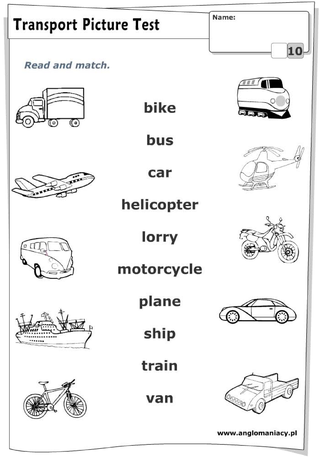 Transport Picture Test
Name:
10
Read and match.
bike
bus
car
helicopter
lorry
motorcycle
plane
ship
train
van
www.anglomaniacy.pl